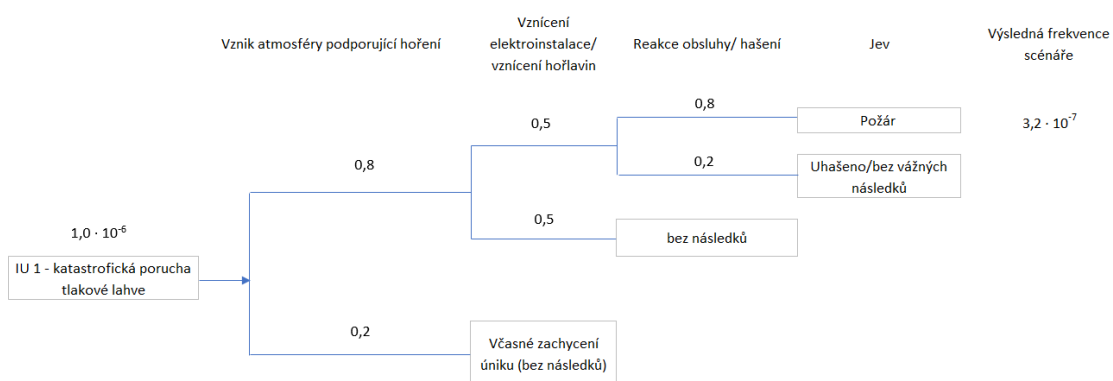 Vznik atmosféry podporující hoření
Vznícení
elektroinstalace/
vznícení hořlavin
Reakce obsluhy/ hašení
Jev
Výsledná frekvence
scénáře
0,8
0,5
Požár
3,2 · 10⁻⁷
0,8
0,2
Uhašeno/bez vážných
následků
0,5
bez následků
1,0 · 10⁻⁶
IU 1 - katastrofická porucha
tlakové lahve
0,2
Včasné zachycení
úniku (bez následků)